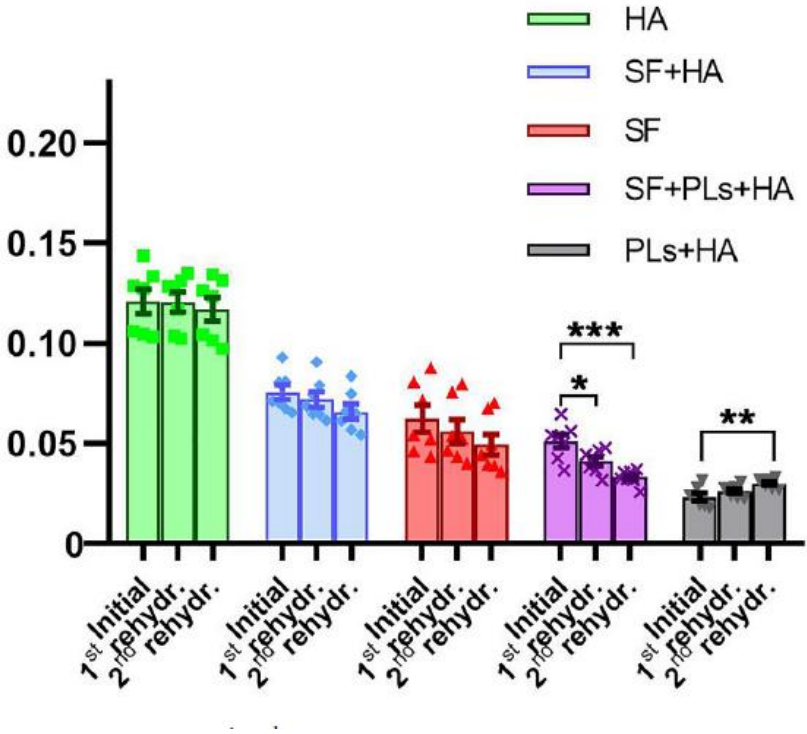 HA
SF+HA
SF
SF+PLs+HA
PLs+HA
0.20
0.15
0.10
0.05
0
***
*
**
Initial
1st rehydr.
2nd rehydr.
Initial
1st rehydr.
2nd rehydr.
Initial
1st rehydr.
2nd rehydr.
Initial
1st rehydr.
2nd rehydr.
Initial
1st rehydr.
2nd rehydr.